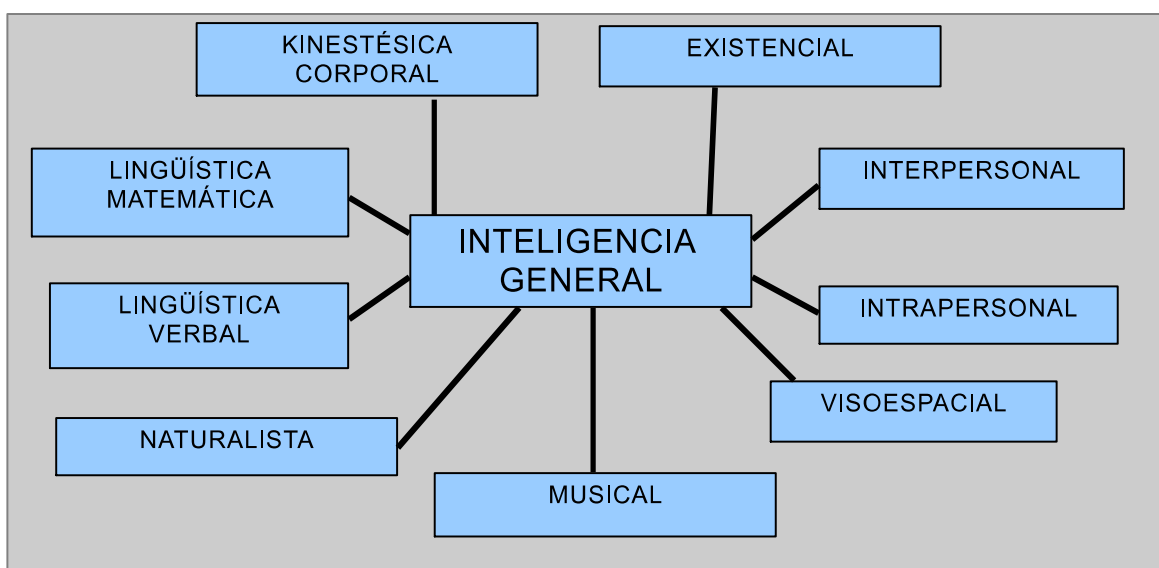 KINESTÉSICA
CORPORAL
EXISTENCIAL
LINGÜÍSTICA
MATEMÁTICA
INTERPERSONAL
INTELIGENCIA
GENERAL
LINGÜÍSTICA
VERBAL
INTRAPERSONAL
VISOESPACIAL
NATURALISTA
MUSICAL